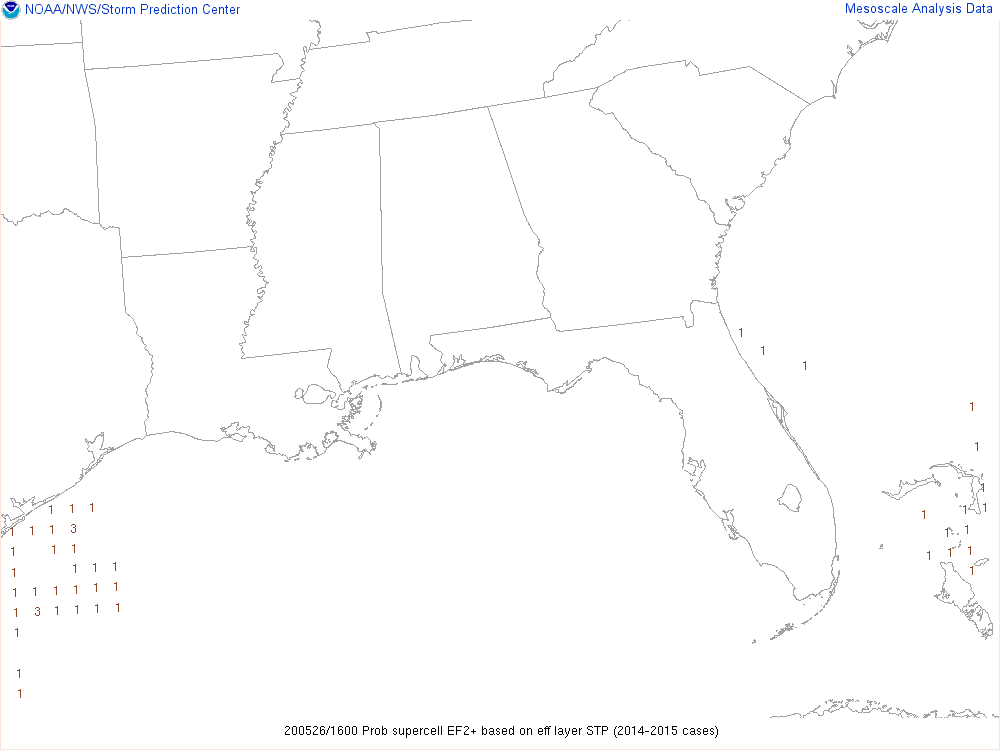 NOAA/NWS/Storm Prediction Center
Mesoscale Analysis Data
1
1
1
1
1
1
1 1 1
1
1 1
1 1 1 3
1 1
1 1 1
1 1 1
1 1
1 1 1 1
1
1 1 1 1 1 1
1 3 1 1 1 1
1
1
1
200526/1600 Prob supercell EF2+ based on eff layer STP (2014-2015 cases)